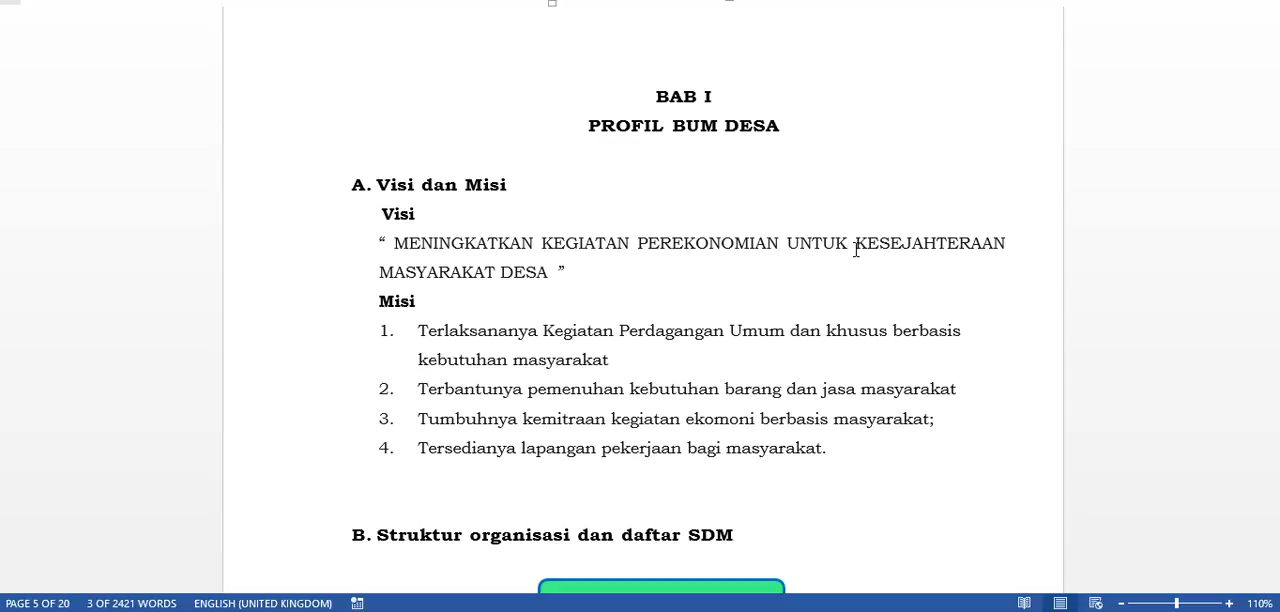 BAB I
PROFIL BUM DESA
A. Visi dan Misi
Visi
“ MENINGKATKAN KEGIATAN PEREKONOMIAN UNTUK KESEJAHTERAAN
MASYARAKAT DESA ”
Misi
1. Terlaksananya Kegiatan Perdagangan Umum dan khusus berbasis
kebutuhan masyarakat
2. Terbantunya pemenuhan kebutuhan barang dan jasa masyarakat
3. Tumbuhnya kemitraan kegiatan ekomoni berbasis masyarakat;
4. Tersedianya lapangan pekerjaan bagi masyarakat.
B. Struktur organisasi dan daftar SDM
PAGE 5 OF 20 3 OF 2421 WORDS ENGLISH (UNITED KINGDOM) 110%